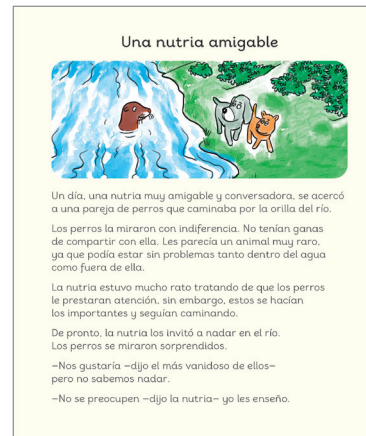 Una nutria amigable
Un día, una nutria muy amigable y conversadora, se acercó
a una pareja de perros que caminaba por la orilla del río.
Los perros la miraron con indiferencia. No tenían ganas
de compartir con ella. Les parecía un animal muy raro,
ya que podía estar sin problemas tanto dentro del agua
como fuera de ella.
La nutria estuvo mucho rato tratando de que los perros
le prestaran atención, sin embargo, estos se hacían
los importantes y seguían caminando.
De pronto, la nutria los invitó a nadar en el río.
Los perros se miraron sorprendidos.
–Nos gustaría –dijo el más vanidoso de ellos–
pero no sabemos nadar.
–No se preocupen –dijo la nutria– yo les enseño.